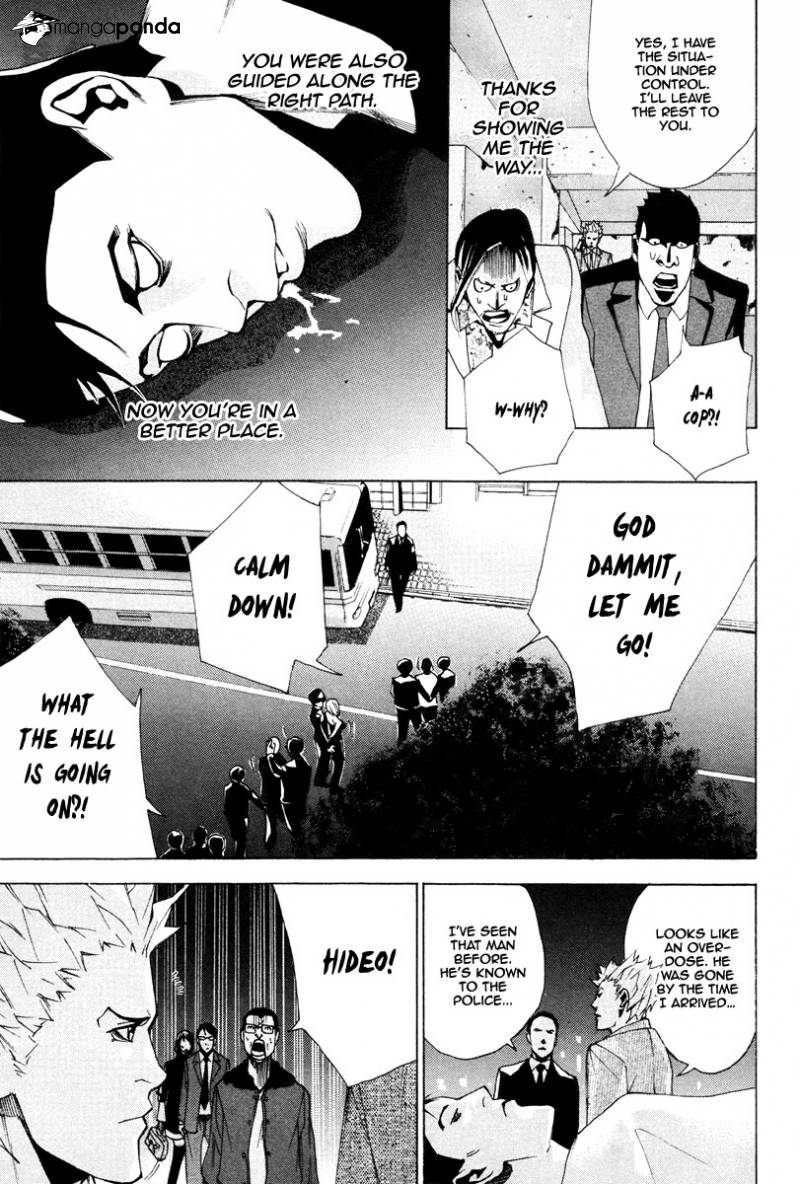 mangapanda
YES, I HAVE
THE SITUA-
TION UNDER
CONTROL.
I'LL LEAVE
THE REST TO
YOU.
THANKS
FOR
SHOWING
ME THE
WAY...
A-A
COP?!
W-WHY?
YOU WERE ALSO
GUIDED ALONG THE
RIGHT PATH.
NOW YOU'RE IN A
BETTER PLACE.
GOD
DAMMIT,
LET ME
GO!
CALM
DOWN!
WHAT
THE HELL
IS GOING
ON?!
LOOKS LIKE
AN OVER-
DOSE. HE
WAS GONE
BY THE TIME
I ARRIVED...
I'VE SEEN
THAT MAN
BEFORE.
HE'S KNOWN
TO THE
POLICE...
HIDEO!